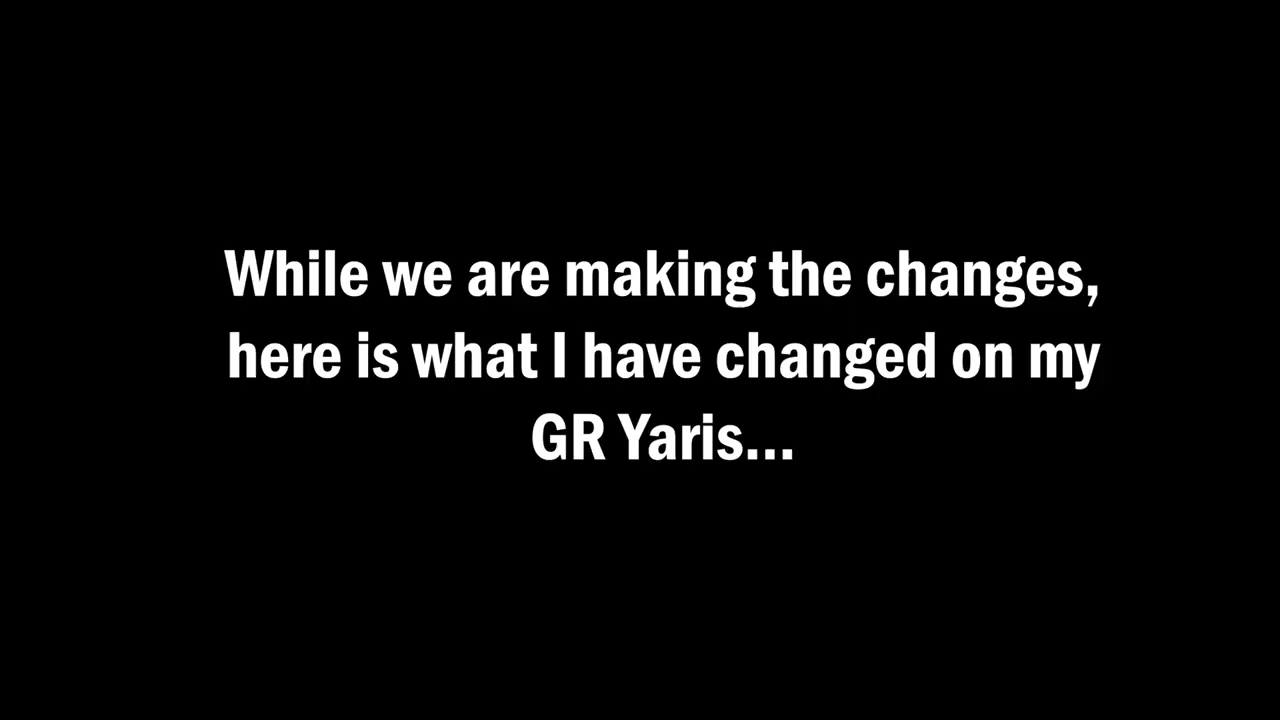 While we are making the changes,
here is what I have changed on my
GR Yaris...